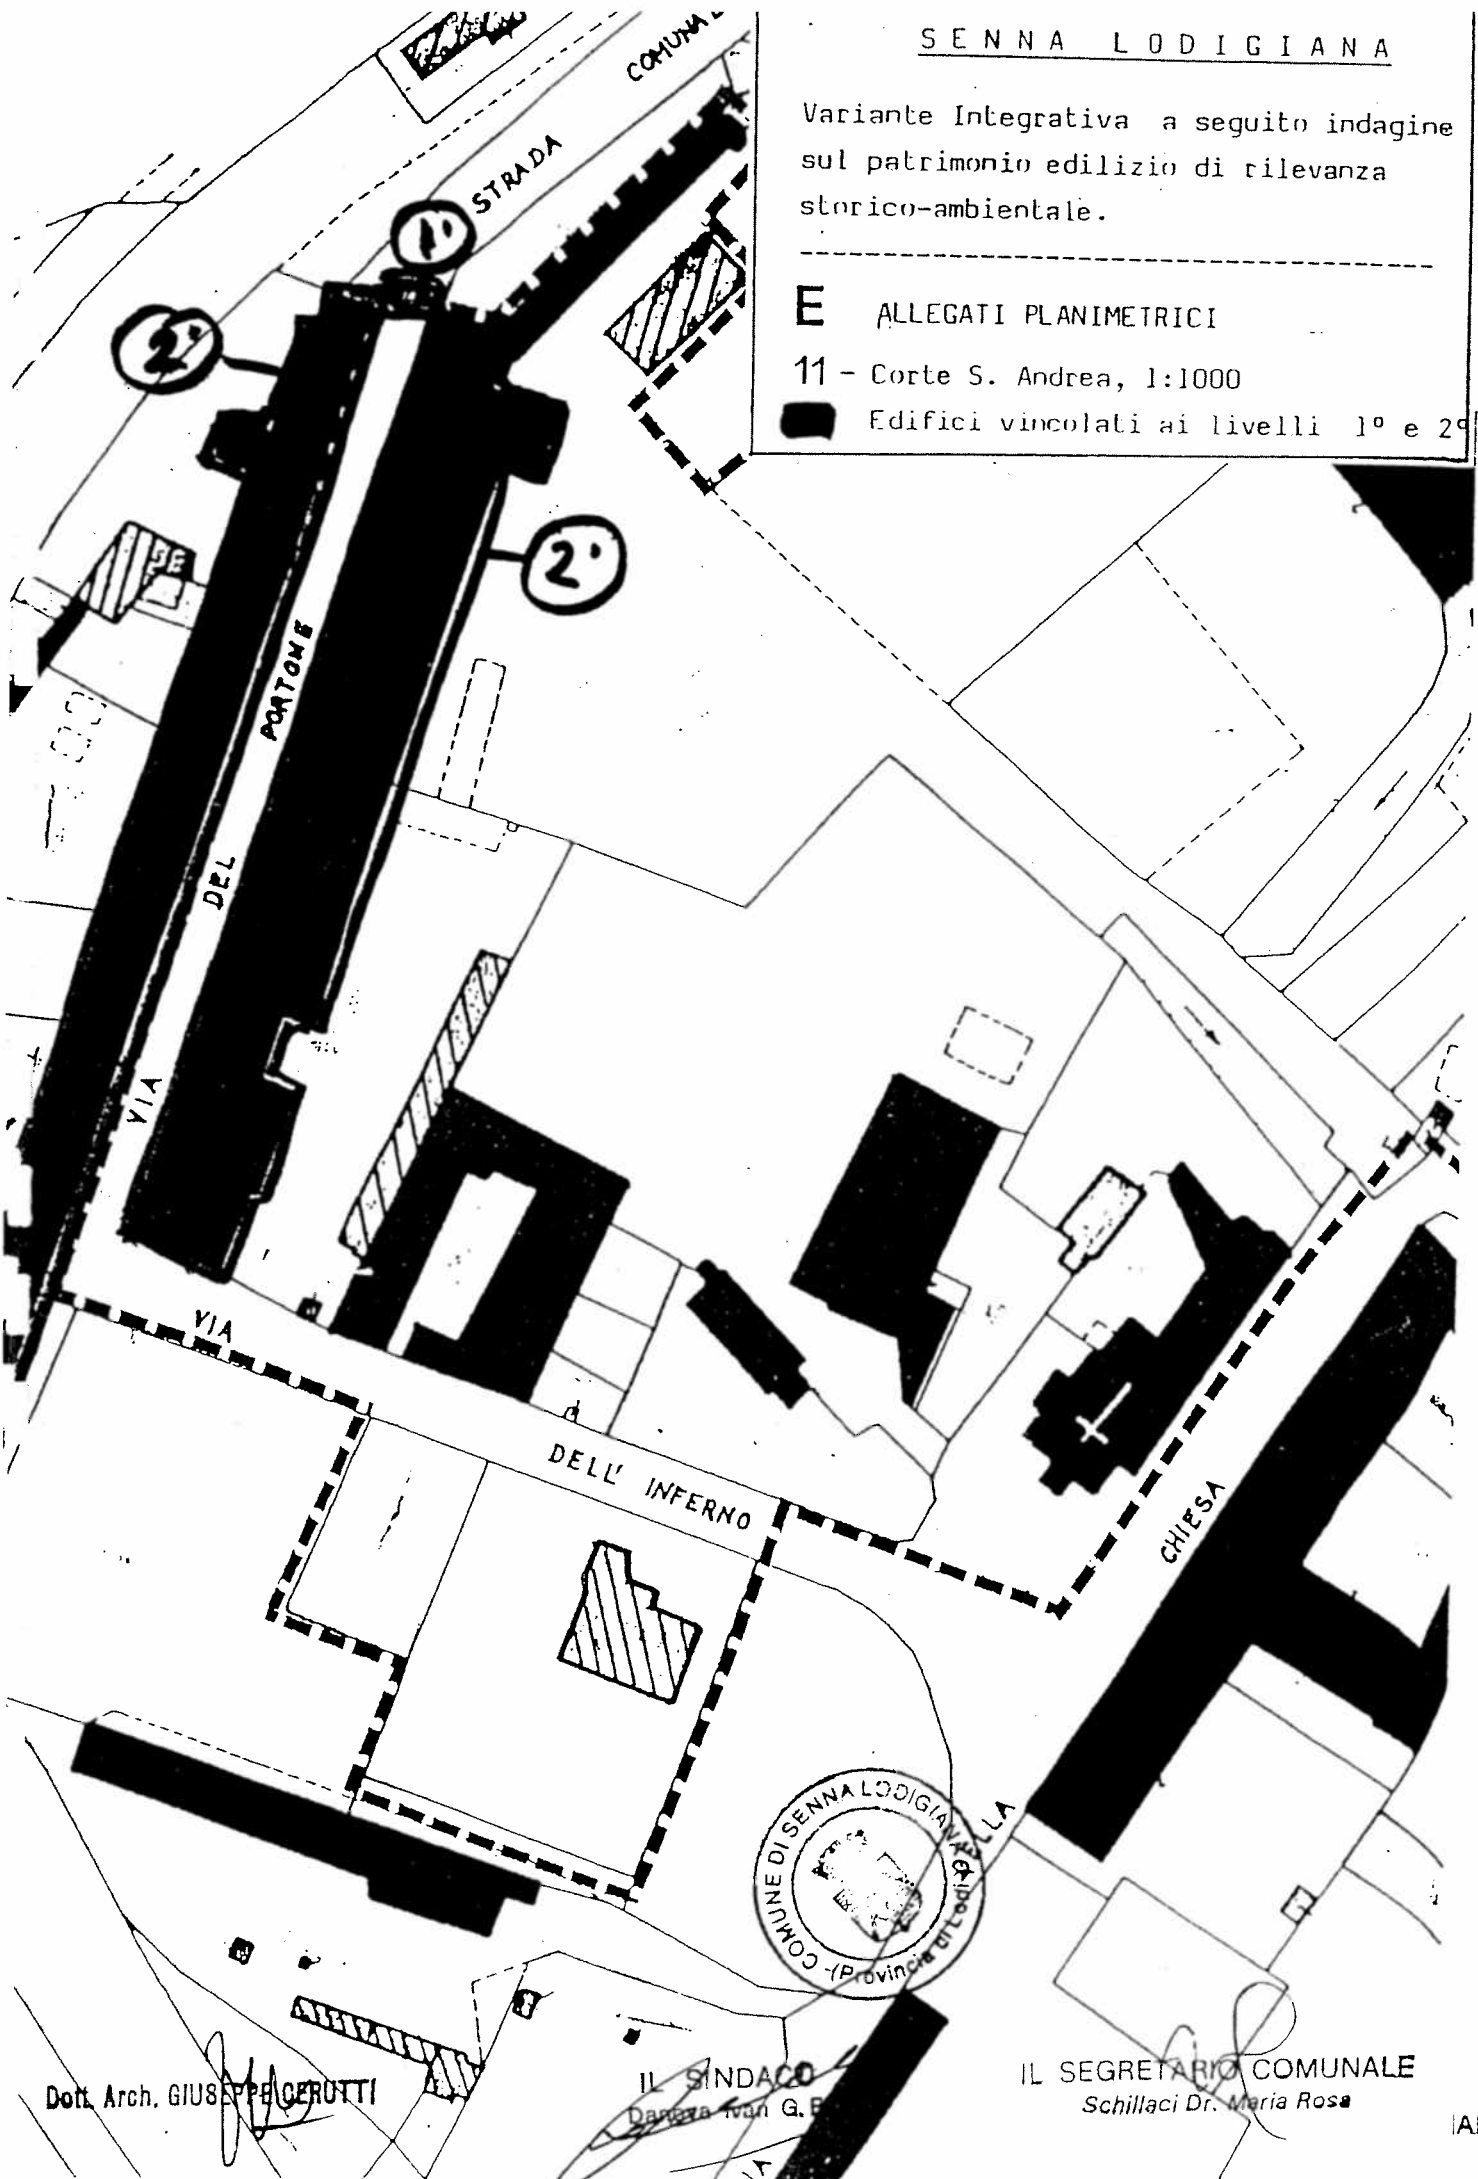 SENNA LODIGIANA
Variante Integrativa a seguito indagine
sul patrimonio edilizio di rilevanza
storico-ambientale.
E ALLEGATI PLANIMETRICI
11 - Corte S. Andrea, 1:1000
Edifici vincolati ai livelli 1º e 2º
STRADA
1°
2°
2°
VIA DEL PORTONE
VIA
DELL' INFERNO
CHIESA
COMUNE DI SENNA LODIGIANA
(Provincia di Lodi)
Dott. Arch. GIUSEPPE CERUTTI
IL SINDACO
IL SEGRETARIO COMUNALE
Schillaci Dr. Maria Rosa